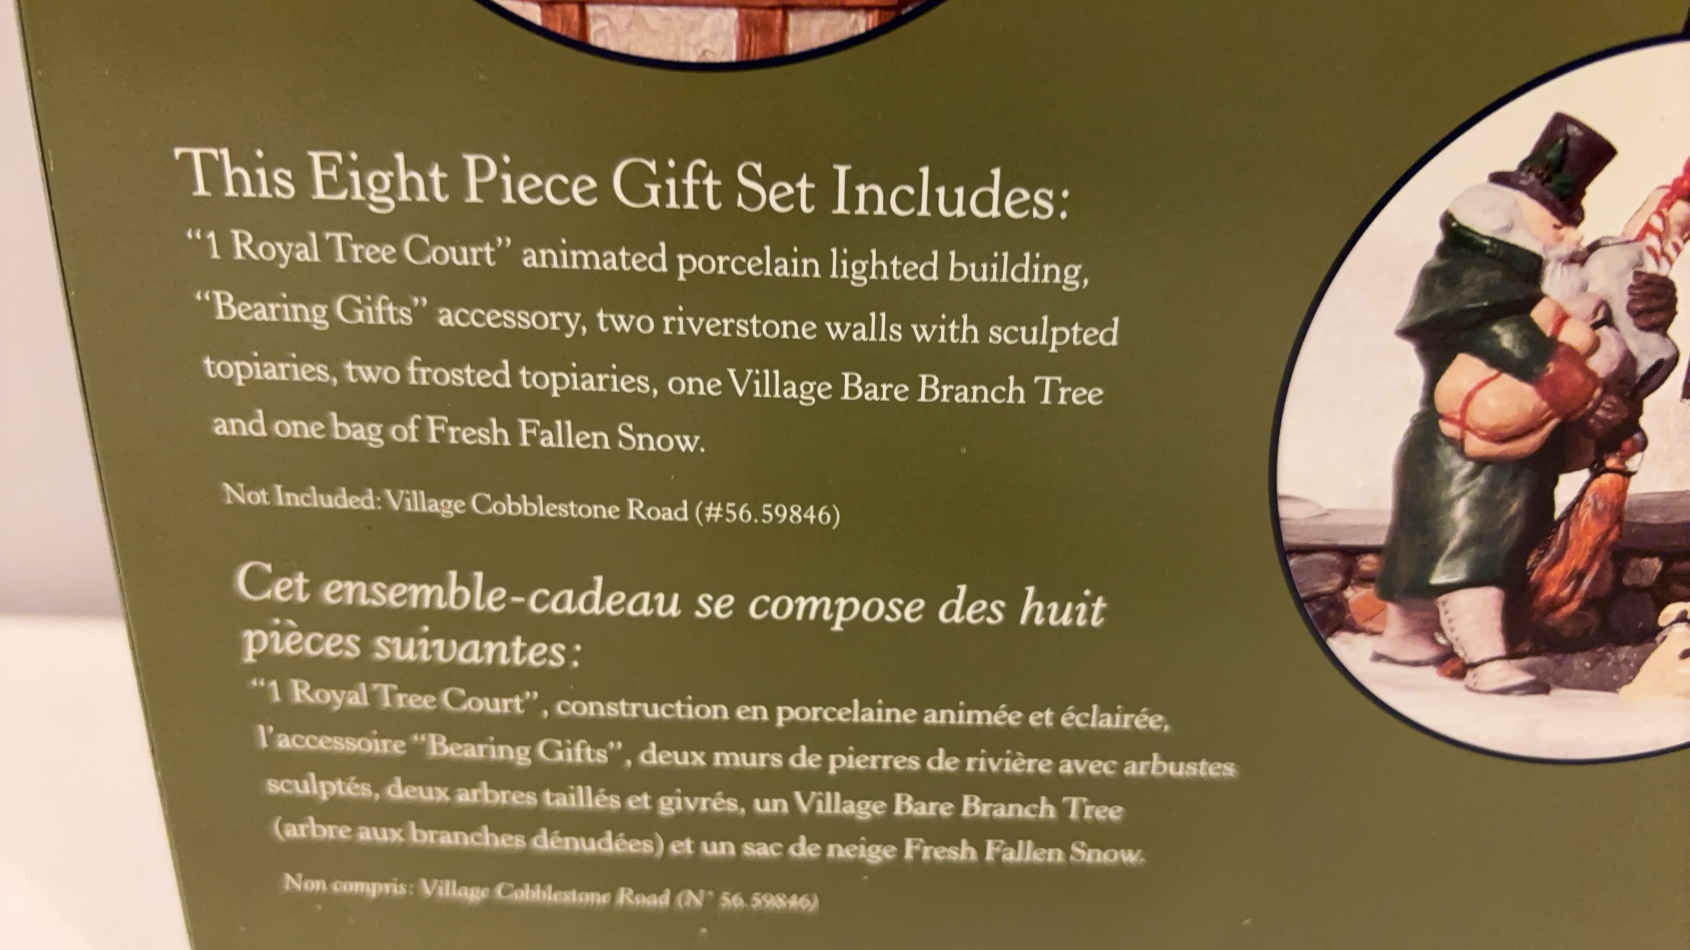 This Eight Piece Gift Set Includes:
“1 Royal Tree Court” animated porcelain lighted building,
“Bearing Gifts” accessory, two riverstone walls with sculpted
topiaries, two frosted topiaries, one Village Bare Branch Tree
and one bag of Fresh Fallen Snow.
Not Included: Village Cobblestone Road (#56.59846)
Cet ensemble-cadeau se compose des huit
pièces suivantes:
“1 Royal Tree Court”, construction en porcelaine animée et éclairée,
l'accessoire “Bearing Gifts”, deux murs de pierres de rivière avec arbustes
sculptés, deux arbres taillés et givrés, un Village Bare Branch Tree
(arbre aux branches dénudées) et un sac de neige Fresh Fallen Snow.
Non compris: Village Cobblestone Road (N° 56.59846)